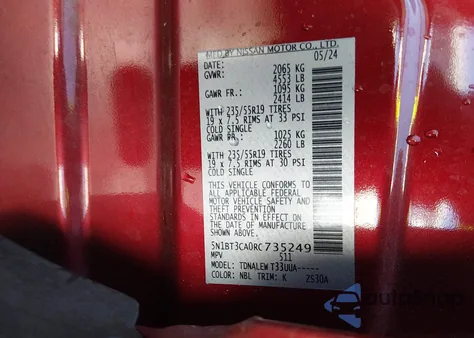 MFD BY NISSAN MOTOR CO., LTD.
DATE: 05/24
GVWR: 2065 KG
4553 LB
GAWR FR.: 1095 KG
2414 LB
WITH 235/55R19 TIRES
19 x 7.5 RIMS AT 33 PSI
COLD SINGLE
GAWR RR.: 1025 KG
2260 LB
WITH 235/55R19 TIRES
19 x 7.5 RIMS AT 30 PSI
COLD SINGLE
THIS VEHICLE CONFORMS TO
ALL APPLICABLE FEDERAL
MOTOR VEHICLE SAFETY AND
THEFT PREVENTION
STANDARDS IN EFFECT ON
THE DATE OF MANUFACTURE
SHOWN ABOVE.
5N1BT3CA0RC735249
MPV 511
MODEL: TDNALEW T33UUA-----
COLOR: NBL TRIM: K 2530A